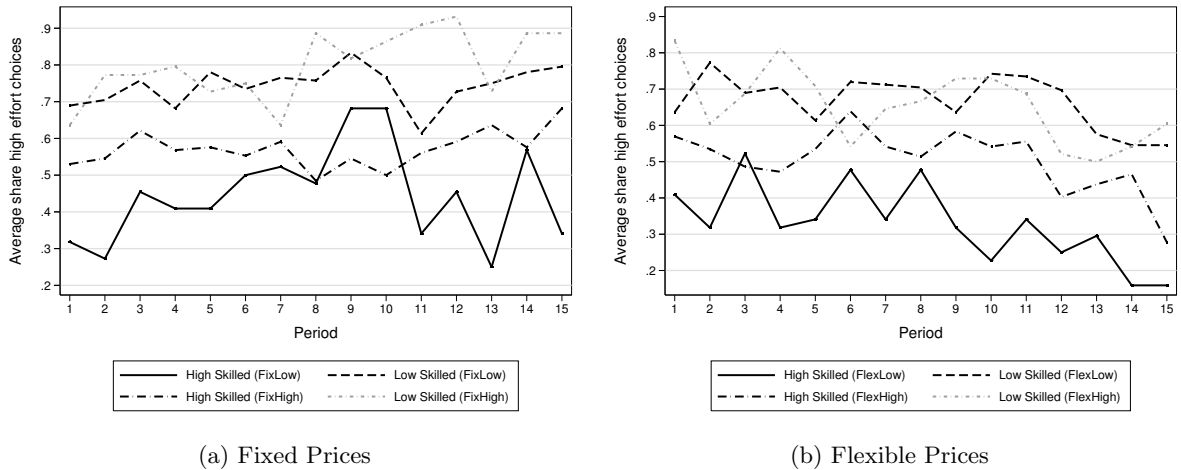 Average share high effort choices
.9
.8
.7
.6
.5
.4
.3
.2
1 2 3 4 5 6 7 8 9 10 11 12 13 14 15
Period
High Skilled (FixLow) Low Skilled (FixLow)
High Skilled (FixHigh) Low Skilled (FixHigh)
(a) Fixed Prices
Average share high effort choices
.9
.8
.7
.6
.5
.4
.3
.2
1 2 3 4 5 6 7 8 9 10 11 12 13 14 15
Period
High Skilled (FlexLow) Low Skilled (FlexLow)
High Skilled (FlexHigh) Low Skilled (FlexHigh)
(b) Flexible Prices